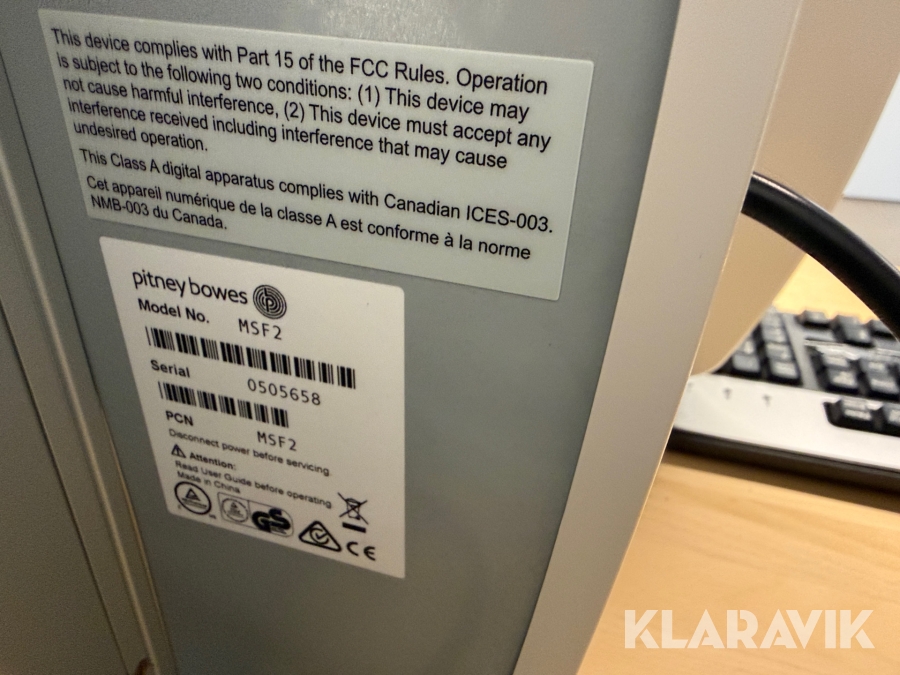 This device complies with Part 15 of the FCC Rules. Operation
is subject to the following two conditions: (1) This device may
not cause harmful interference, (2) This device must accept any
Interference received including interference that may cause
undesired operation.
This Class A digital apparatus complies with Canadian ICES-003.
Cet appareil numérique de la classe A est conforme à la norme
NMB-003 du Canada.
pitney bowes
Model No. MSF2
Serial 0505658
PCN MSF2
Disconnect power before servicing.
Attention:
Read User Guide before operating
Made in China
GS
CE
KLARAVIK